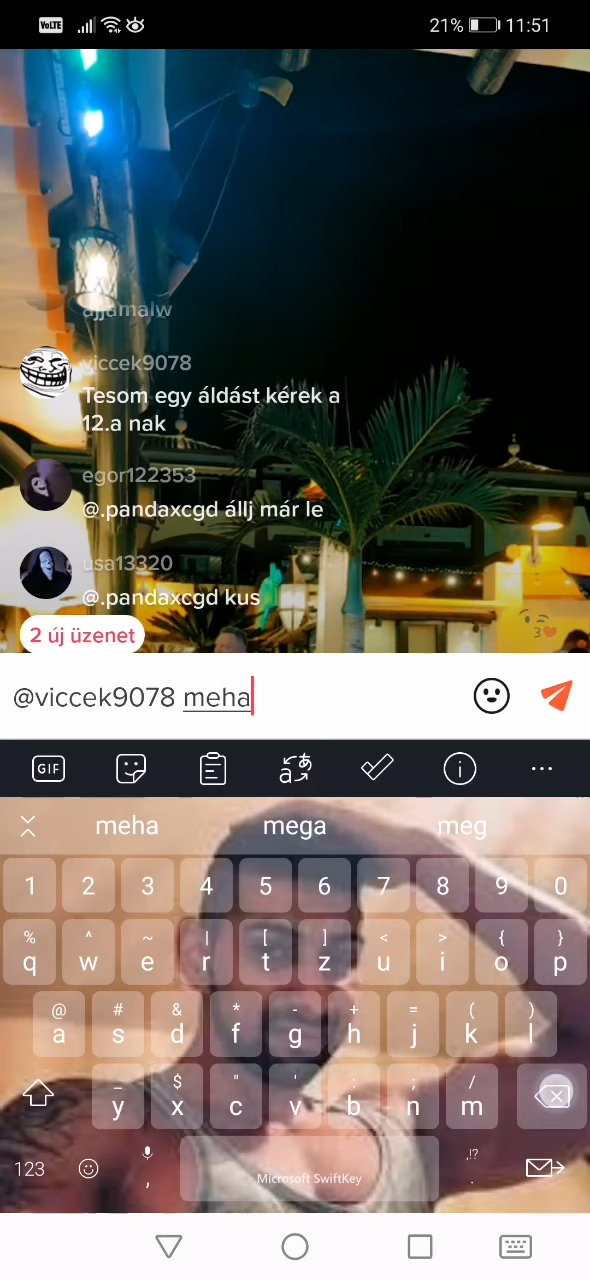 VoLTE 21% 11:51
ajjamalw
viccek9078
Tesom egy áldást kérek a
12.a nak
egor122353
@.pandaxcgd állj már le
usa13320
@.pandaxcgd kus
2 új üzenet
@viccek9078 meha
GIF
meha mega meg
1 2 3 4 5 6 7 8 9 0
% ^ ~ | [ ] < > { }
q w e r t z u i o p
@ # & * - + = ( )
a s d f g h j k l
_ $ " ' : ; /
y x c v b n m
123 , Microsoft SwiftKey ,!? .